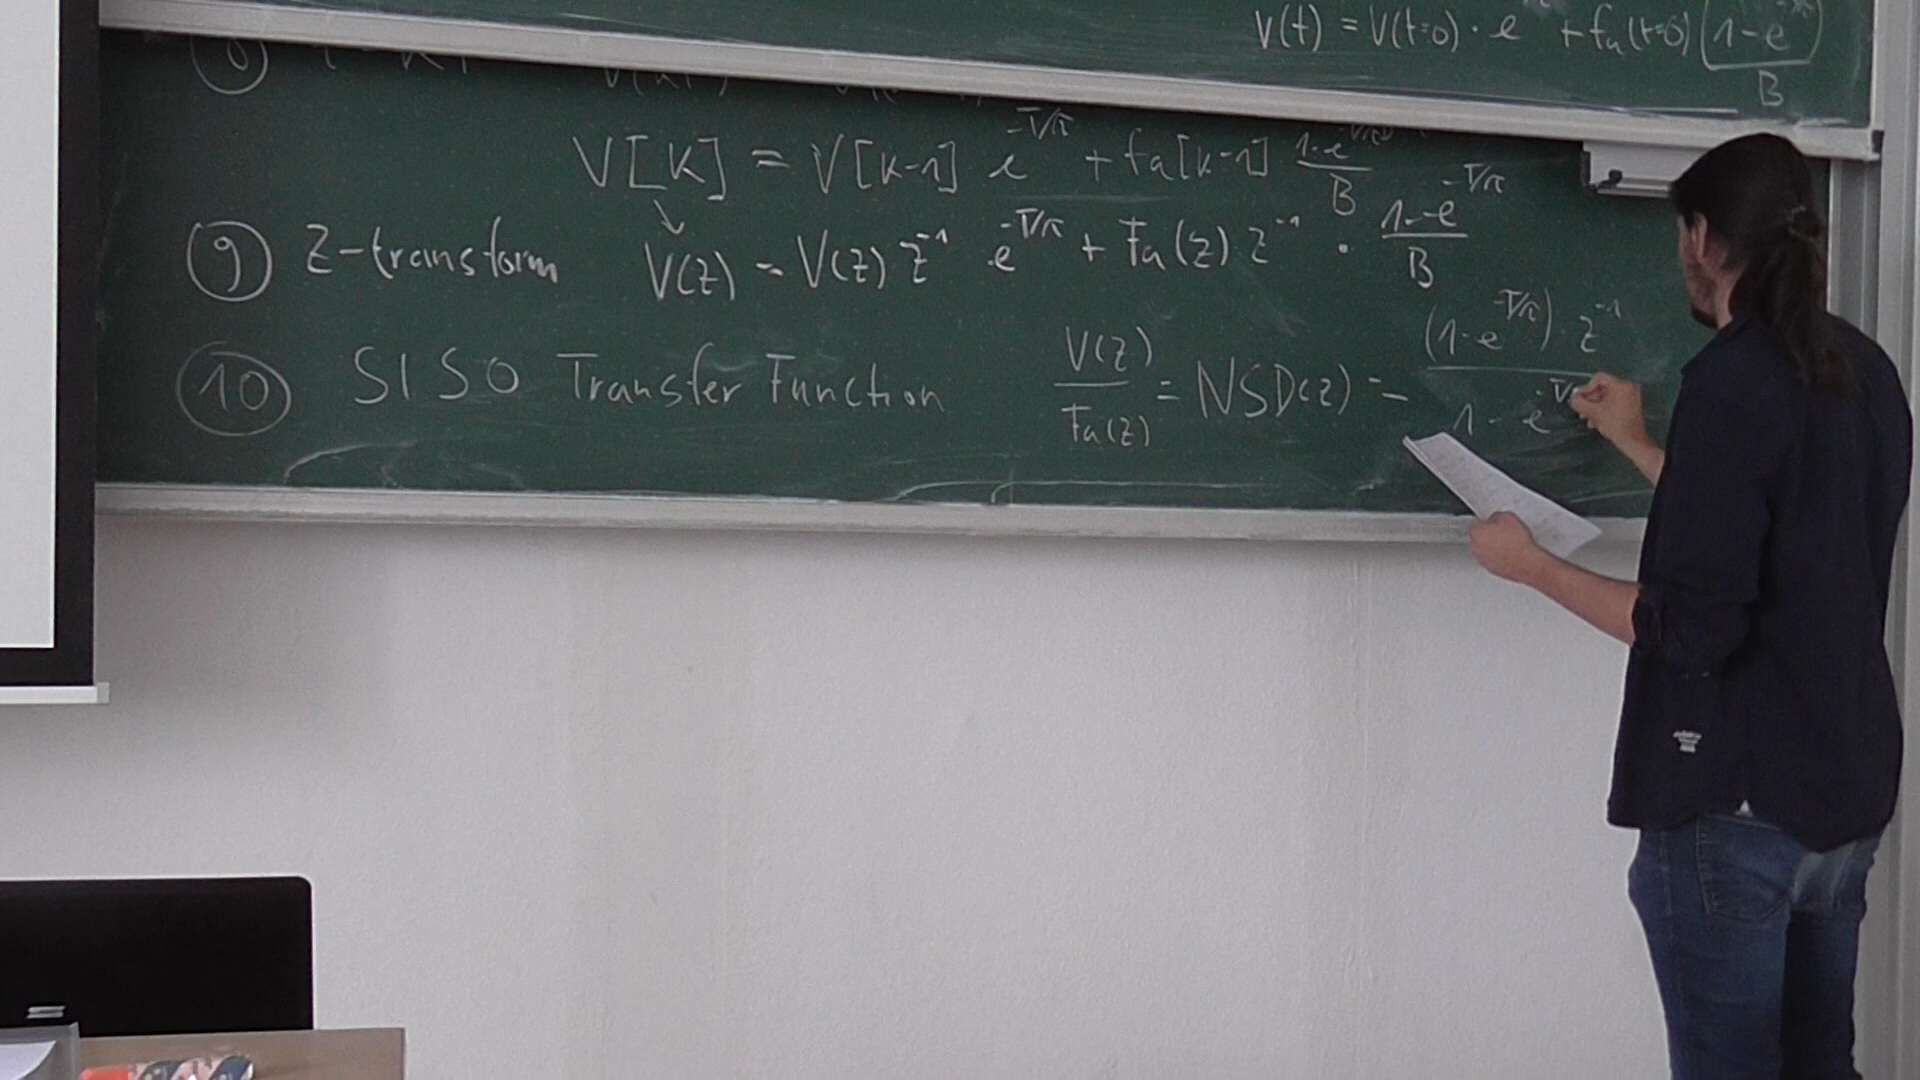 V(t) = V(t=0) · e + fa(t=0) (1-e) / B
8
V[k] = V[k-1] e^{-T/τ} + fa[k-1] (1-e^{-T/τ}) / B
9 Z-transform V(z) = V(z) z^{-1} · e^{-T/τ} + Fa(z) z^{-1} · (1-e^{-T/τ}) / B
10 SISO Transfer Function V(z) / Fa(z) = NSD(z) = (1-e^{-T/τ}) · z^{-1} / 1 - e